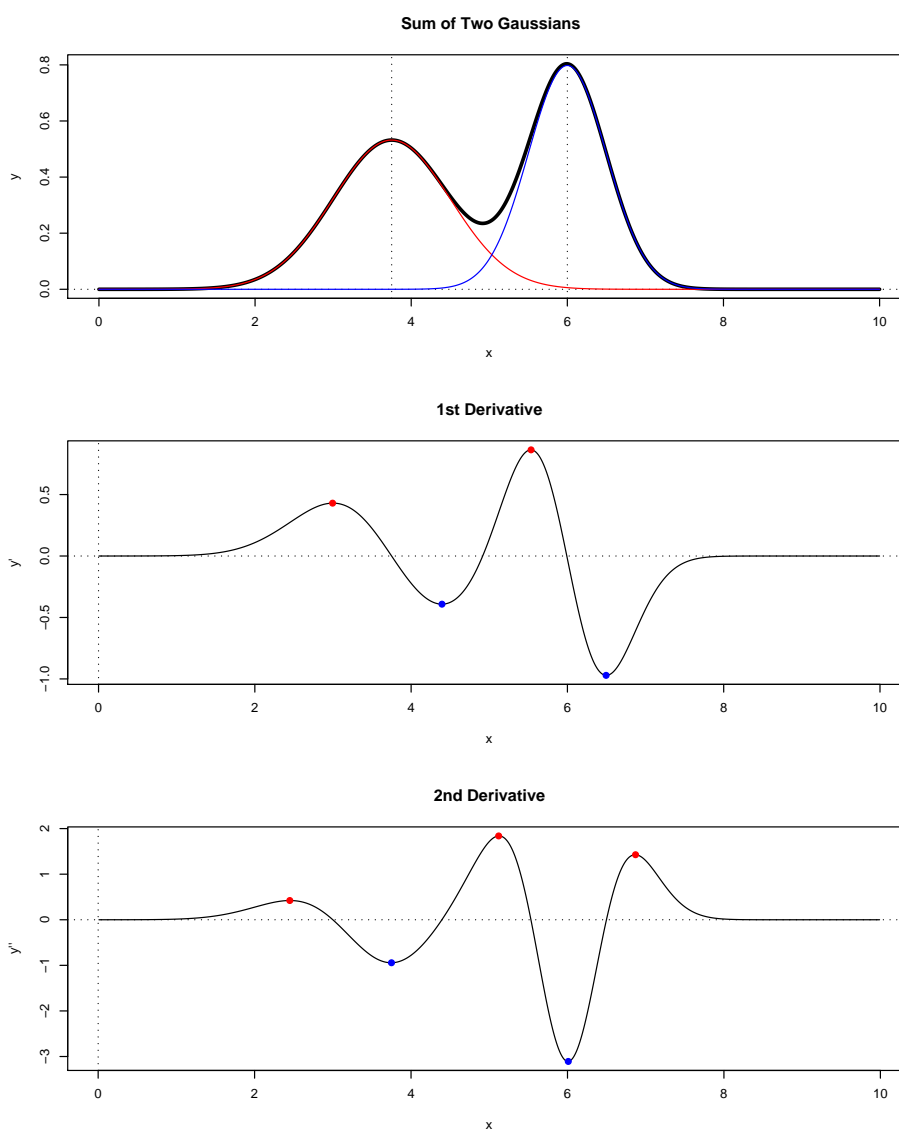 Sum of Two Gaussians
0.8
0.6
0.4
0.2
0.0
y
0 2 4 6 8 10
x
1st Derivative
0.5
0.0
−0.5
−1.0
y'
0 2 4 6 8 10
x
2nd Derivative
2
1
0
−1
−2
−3
y''
0 2 4 6 8 10
x